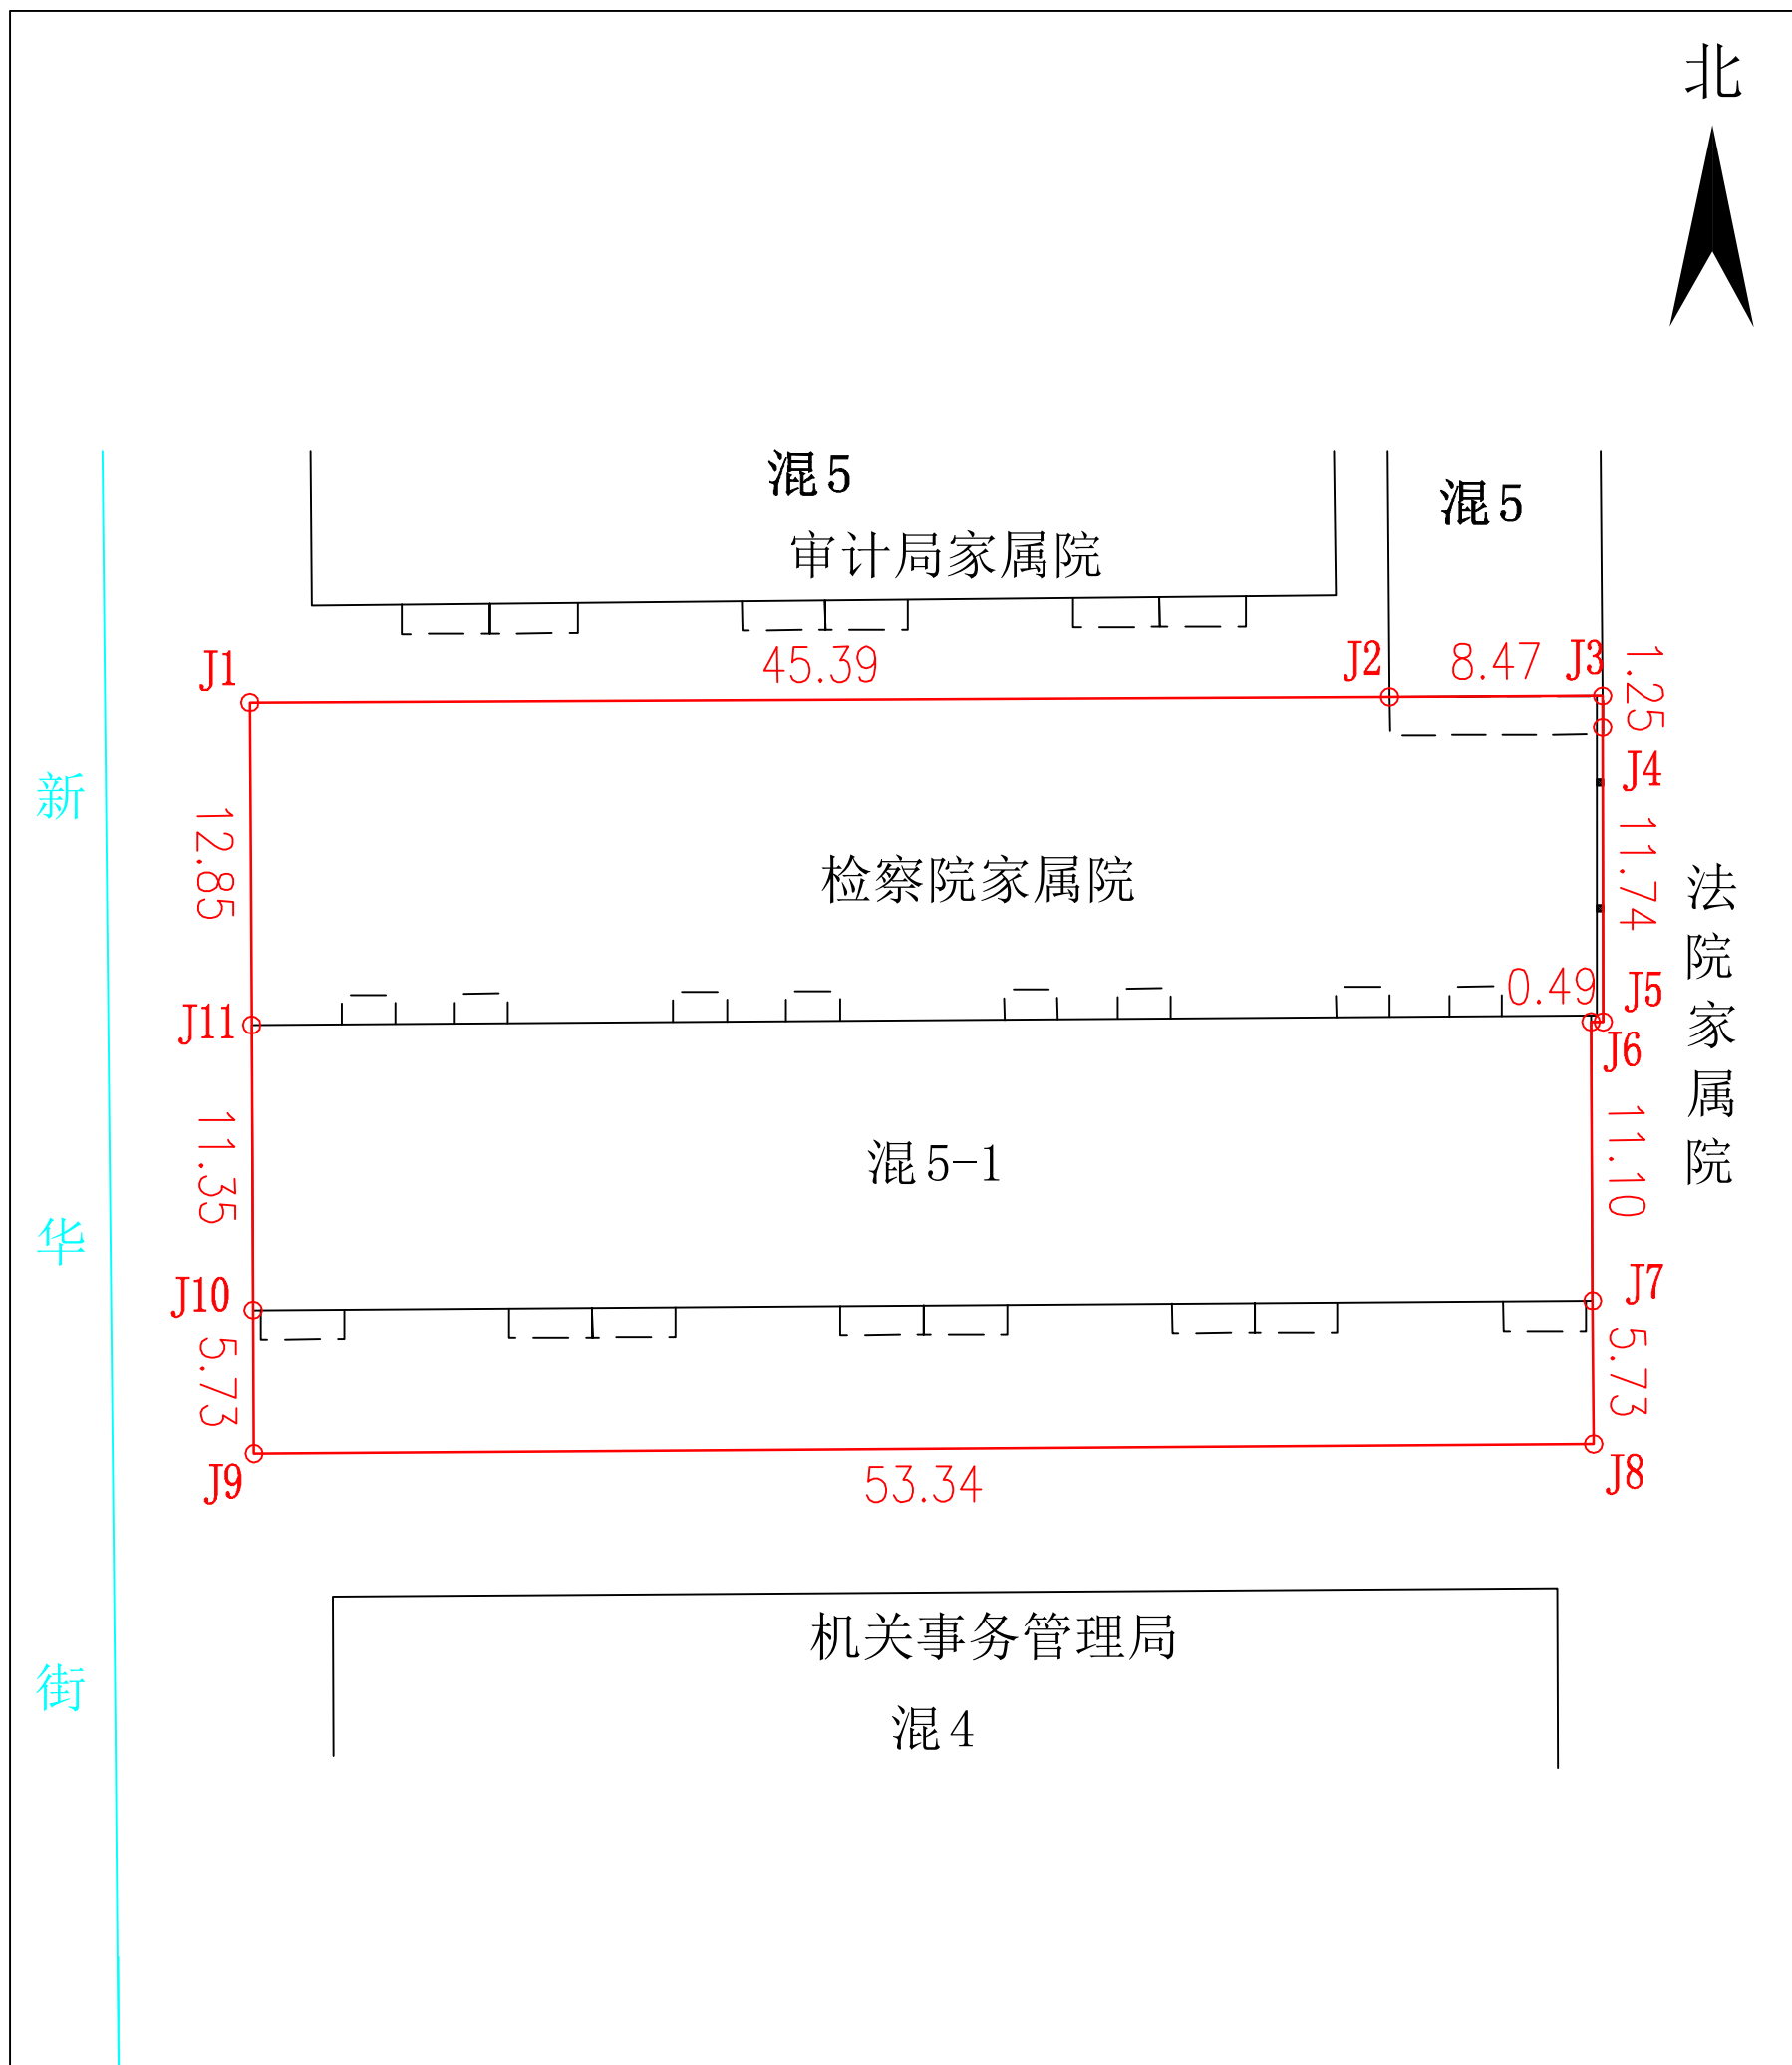 北
混5
混5
审计局家属院
J1
45.39
J2
8.47
J3
1.25
J4
新
12.85
11.74
检察院家属院
法院家属院
0.49
J5
J11
J6
11.35
混5-1
11.10
华
J10
J7
5.73
5.73
J9
53.34
J8
机关事务管理局
街
混4